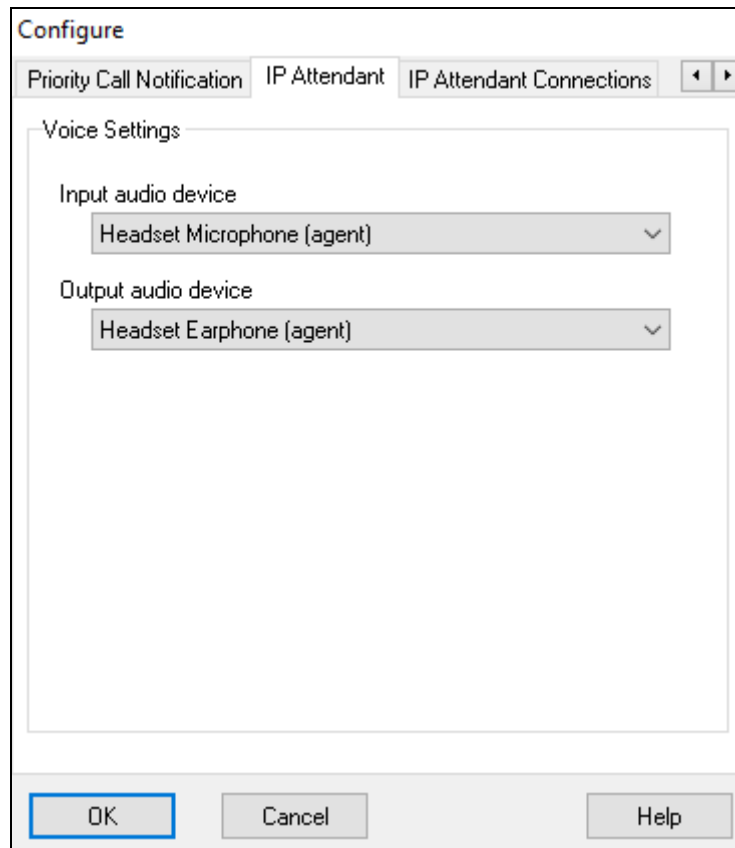 Configure
Priority Call Notification IP Attendant IP Attendant Connections
Voice Settings
Input audio device
Headset Microphone (agent)
Output audio device
Headset Earphone (agent)
OK Cancel Help